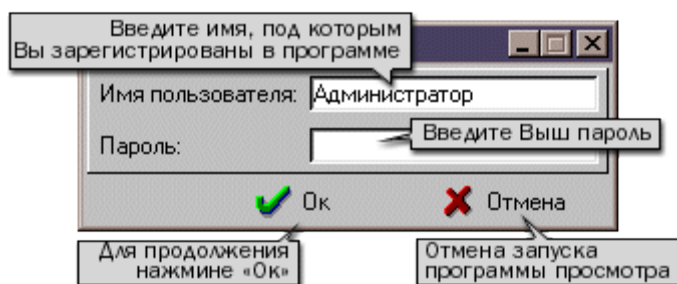 Введите имя, под которым
Вы зарегистрированы в программе
Имя пользователя: Администратор
Пароль:
Введите Выш пароль
Ок
Отмена
Для продолжения
нажмине «Ок»
Отмена запуска
программы просмотра